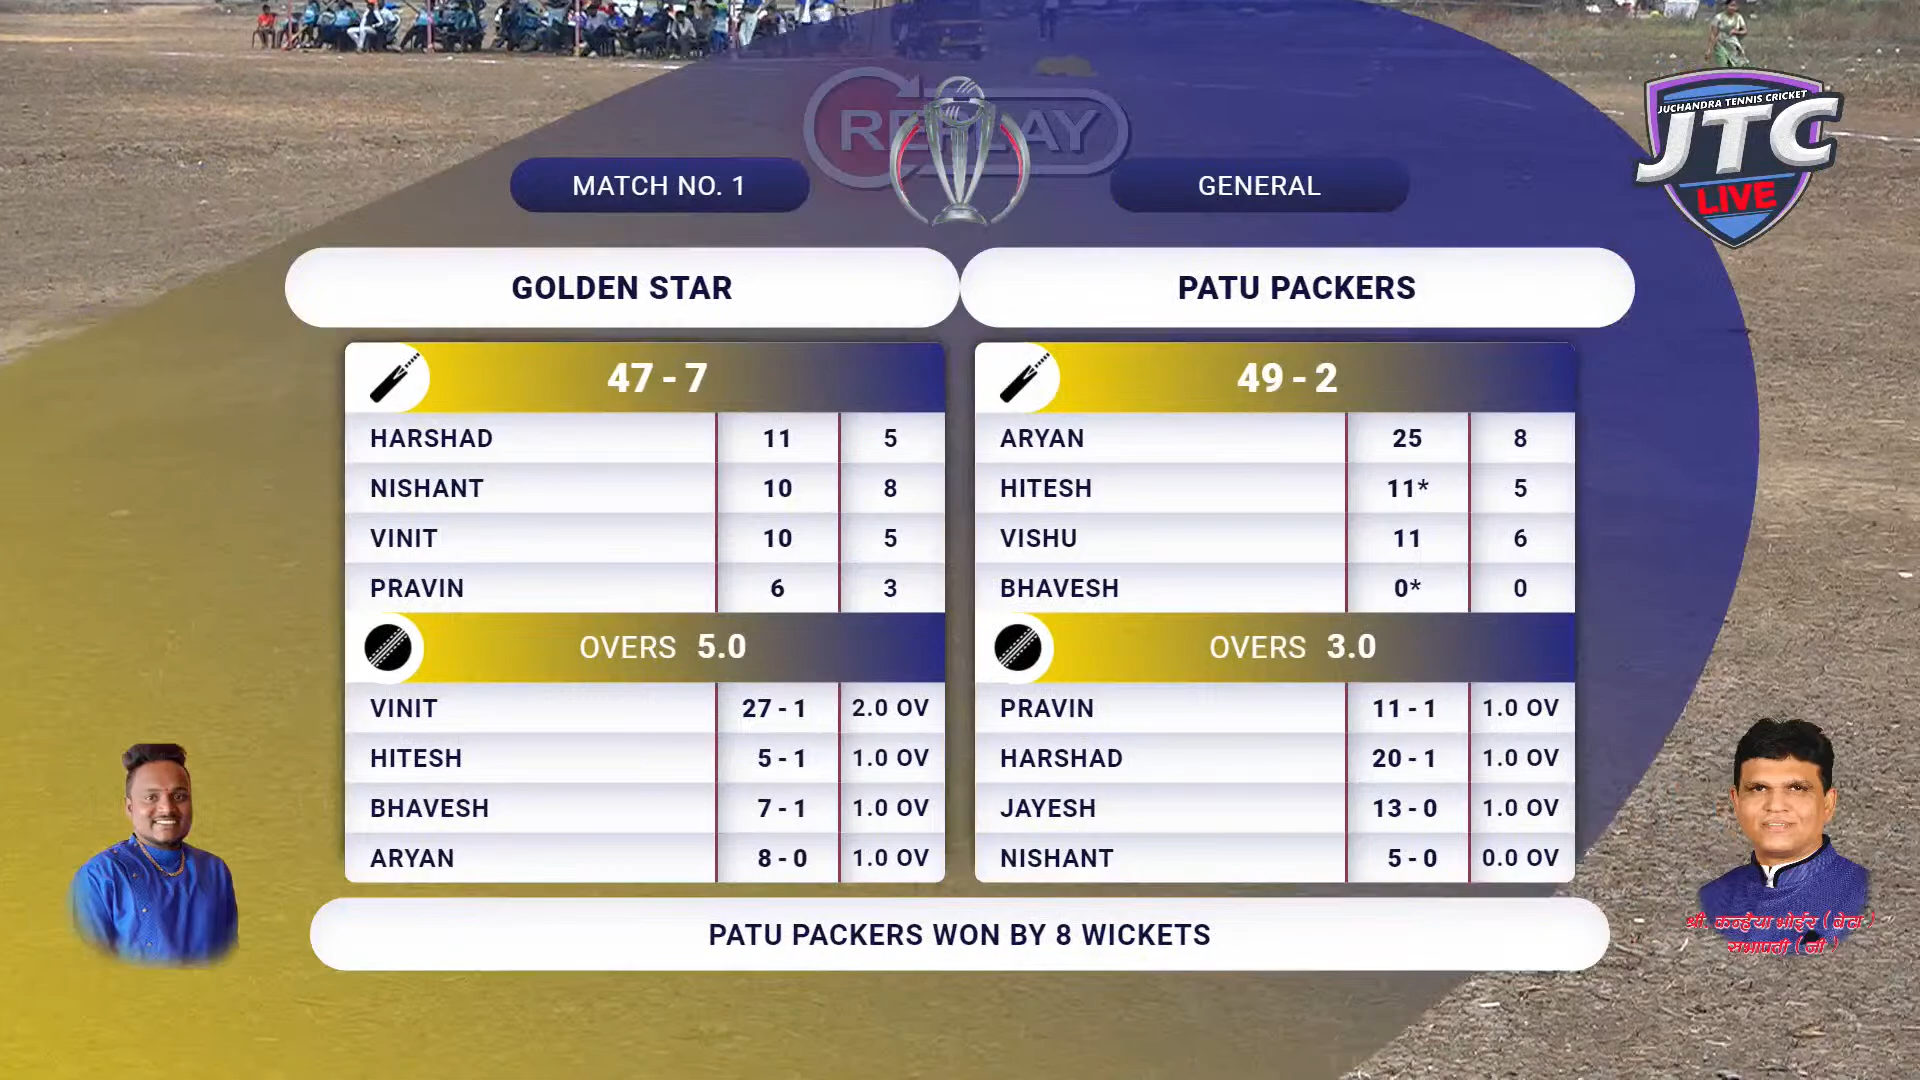 REPLAY
JUCHANDRA TENNIS CRICKET
JTC
LIVE
MATCH NO. 1
GENERAL
GOLDEN STAR
PATU PACKERS
47 - 7
HARSHAD 11 5
NISHANT 10 8
VINIT 10 5
PRAVIN 6 3
OVERS 5.0
VINIT 27 - 1 2.0 OV
HITESH 5 - 1 1.0 OV
BHAVESH 7 - 1 1.0 OV
ARYAN 8 - 0 1.0 OV
49 - 2
ARYAN 25 8
HITESH 11* 5
VISHU 11 6
BHAVESH 0* 0
OVERS 3.0
PRAVIN 11 - 1 1.0 OV
HARSHAD 20 - 1 1.0 OV
JAYESH 13 - 0 1.0 OV
NISHANT 5 - 0 0.0 OV
श्री. कन्हैया भोईर ( बेटा )
सभापती ( जी )
PATU PACKERS WON BY 8 WICKETS